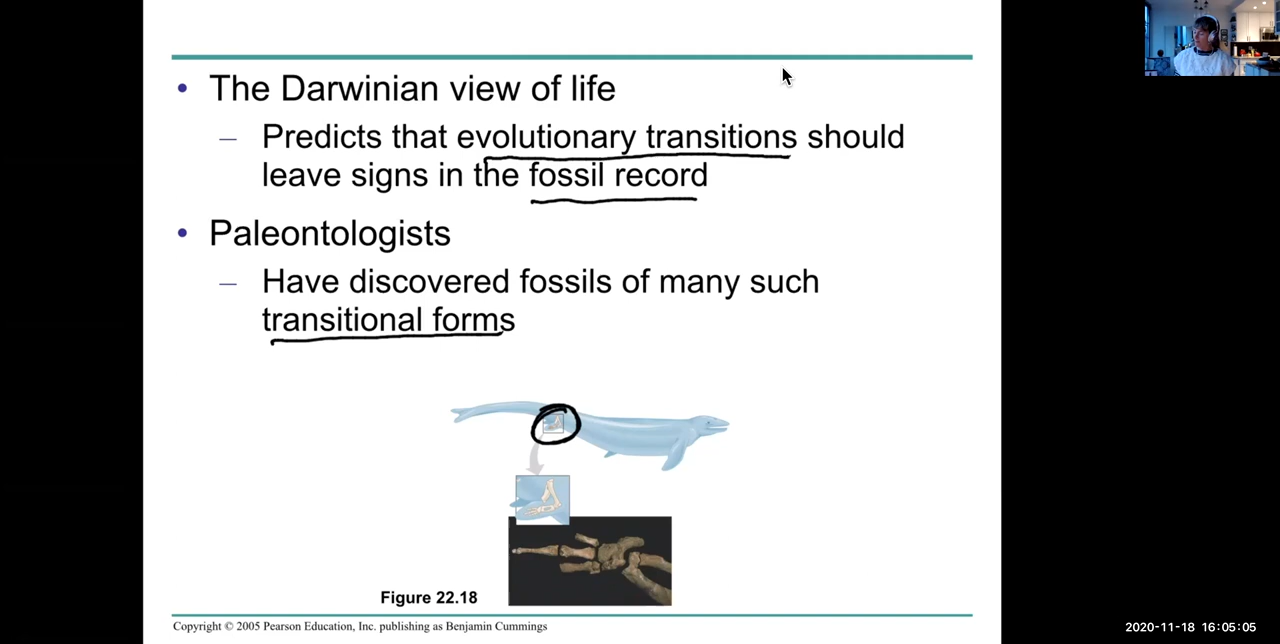 • The Darwinian view of life
– Predicts that evolutionary transitions should
leave signs in the fossil record
• Paleontologists
– Have discovered fossils of many such
transitional forms
Figure 22.18
Copyright © 2005 Pearson Education, Inc. publishing as Benjamin Cummings
2020-11-18 16:05:05